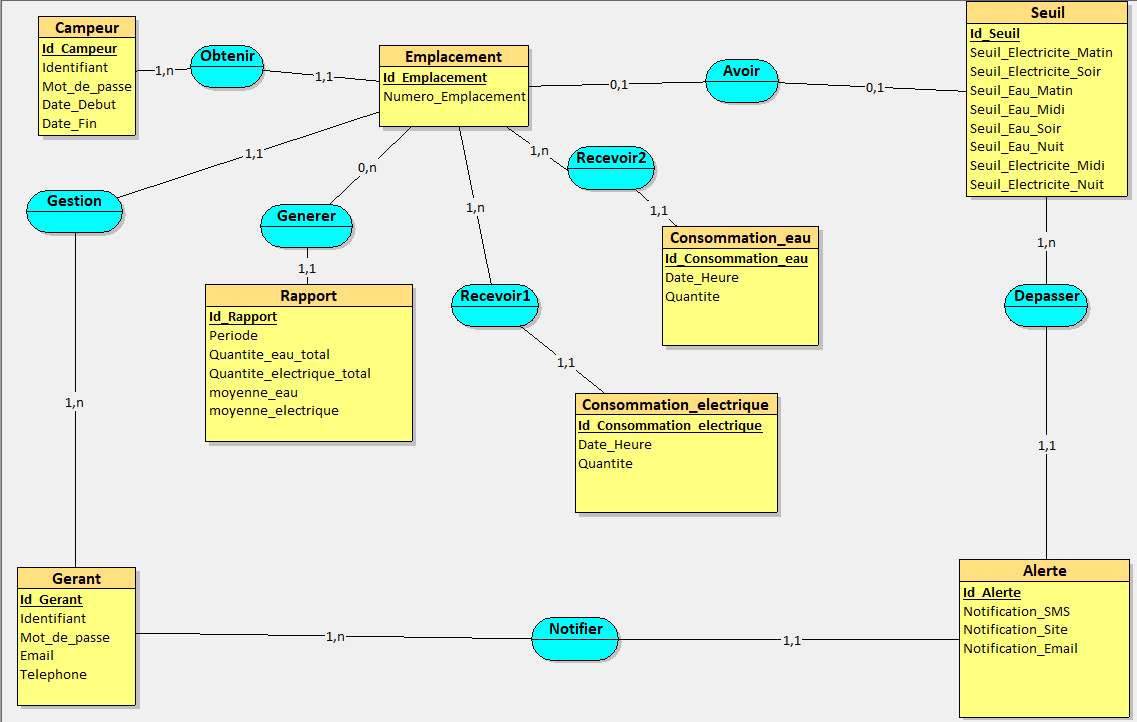 Campeur
Id_Campeur
Identifiant
Mot_de_passe
Date_Debut
Date_Fin
1,n
Obtenir
1,1
Emplacement
Id_Emplacement
Numero_Emplacement
0,1
Avoir
0,1
Seuil
Id_Seuil
Seuil_Electricite_Matin
Seuil_Electricite_Soir
Seuil_Eau_Matin
Seuil_Eau_Midi
Seuil_Eau_Soir
Seuil_Eau_Nuit
Seuil_Electricite_Midi
Seuil_Electricite_Nuit
1,1
Gestion
1,n
0,n
Generer
1,1
Rapport
Id_Rapport
Periode
Quantite_eau_total
Quantite_electrique_total
moyenne_eau
moyenne_electrique
1,n
Recevoir1
1,1
Consommation_electrique
Id_Consommation_electrique
Date_Heure
Quantite
1,n
Recevoir2
1,1
Consommation_eau
Id_Consommation_eau
Date_Heure
Quantite
1,n
Depasser
1,1
Gerant
Id_Gerant
Identifiant
Mot_de_passe
Email
Telephone
1,n
Notifier
1,1
Alerte
Id_Alerte
Notification_SMS
Notification_Site
Notification_Email